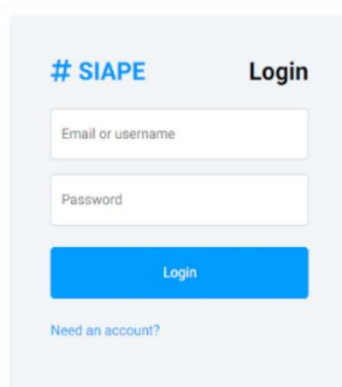 # SIAPE Login
Email or username
Password
Login
Need an account?